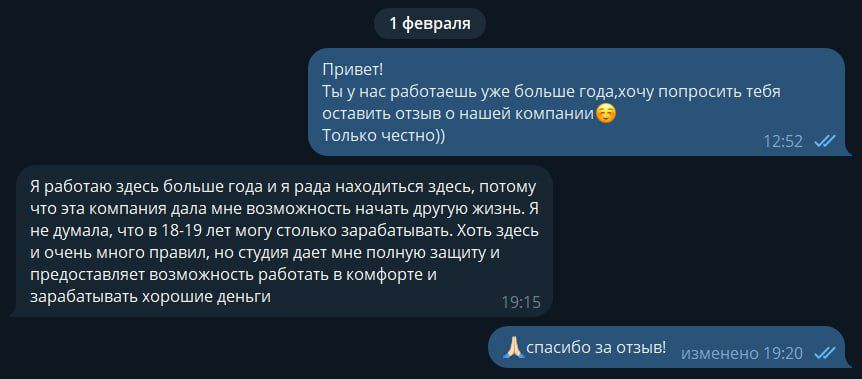 1 февраля
Привет!
Ты у нас работаешь уже больше года,хочу попросить тебя
оставить отзыв о нашей компании☺️
Только честно))
12:52
Я работаю здесь больше года и я рада находиться здесь, потому
что эта компания дала мне возможность начать другую жизнь. Я
не думала, что в 18-19 лет могу столько зарабатывать. Хоть здесь
и очень много правил, но студия дает мне полную защиту и
предоставляет возможность работать в комфорте и
зарабатывать хорошие деньги
19:15
🙏🏻спасибо за отзыв! изменено 19:20